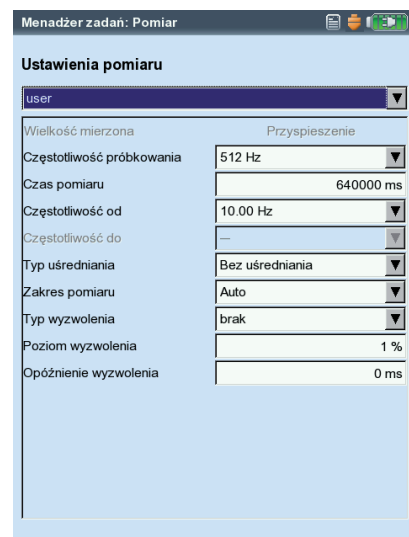 Menadżer zadań: Pomiar
Ustawienia pomiaru
user
Wielkość mierzona Przyspieszenie
Częstotliwość próbkowania 512 Hz
Czas pomiaru 640000 ms
Częstotliwość od 10.00 Hz
Częstotliwość do —
Typ uśredniania Bez uśredniania
Zakres pomiaru Auto
Typ wyzwolenia brak
Poziom wyzwolenia 1 %
Opóźnienie wyzwolenia 0 ms